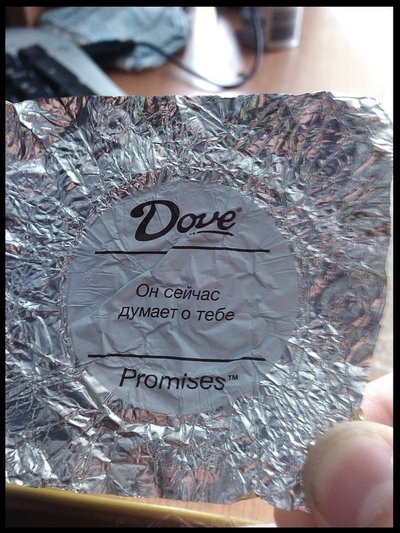 Dove
Он сейчас
думает о тебе
Promises™